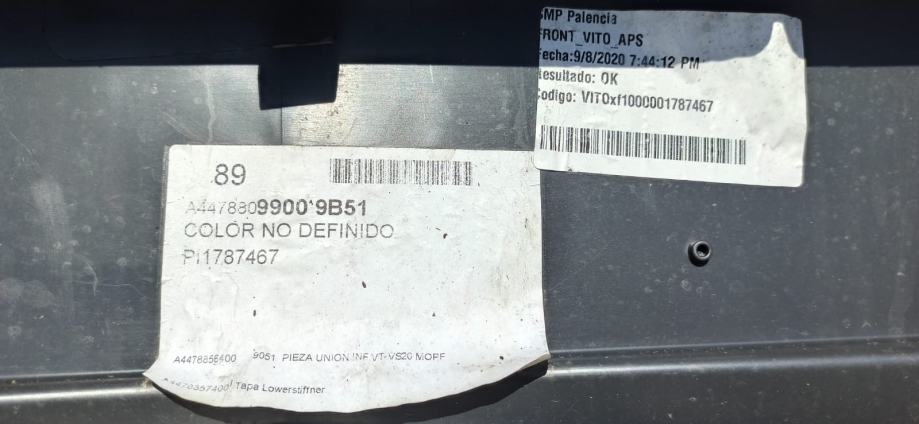 SMP Palencia
FRONT_VITO_APS
Fecha:9/8/2020 7:44:12 PM
Resultado: OK
Codigo: VITOxf1000001787467
89
A4478809900*9B51
COLOR NO DEFINIDO
PI1787467
A4478856400 9051 PIEZA UNION INF VT-VS20 MOPF
A4478857400 Tapa Lowerstiffner